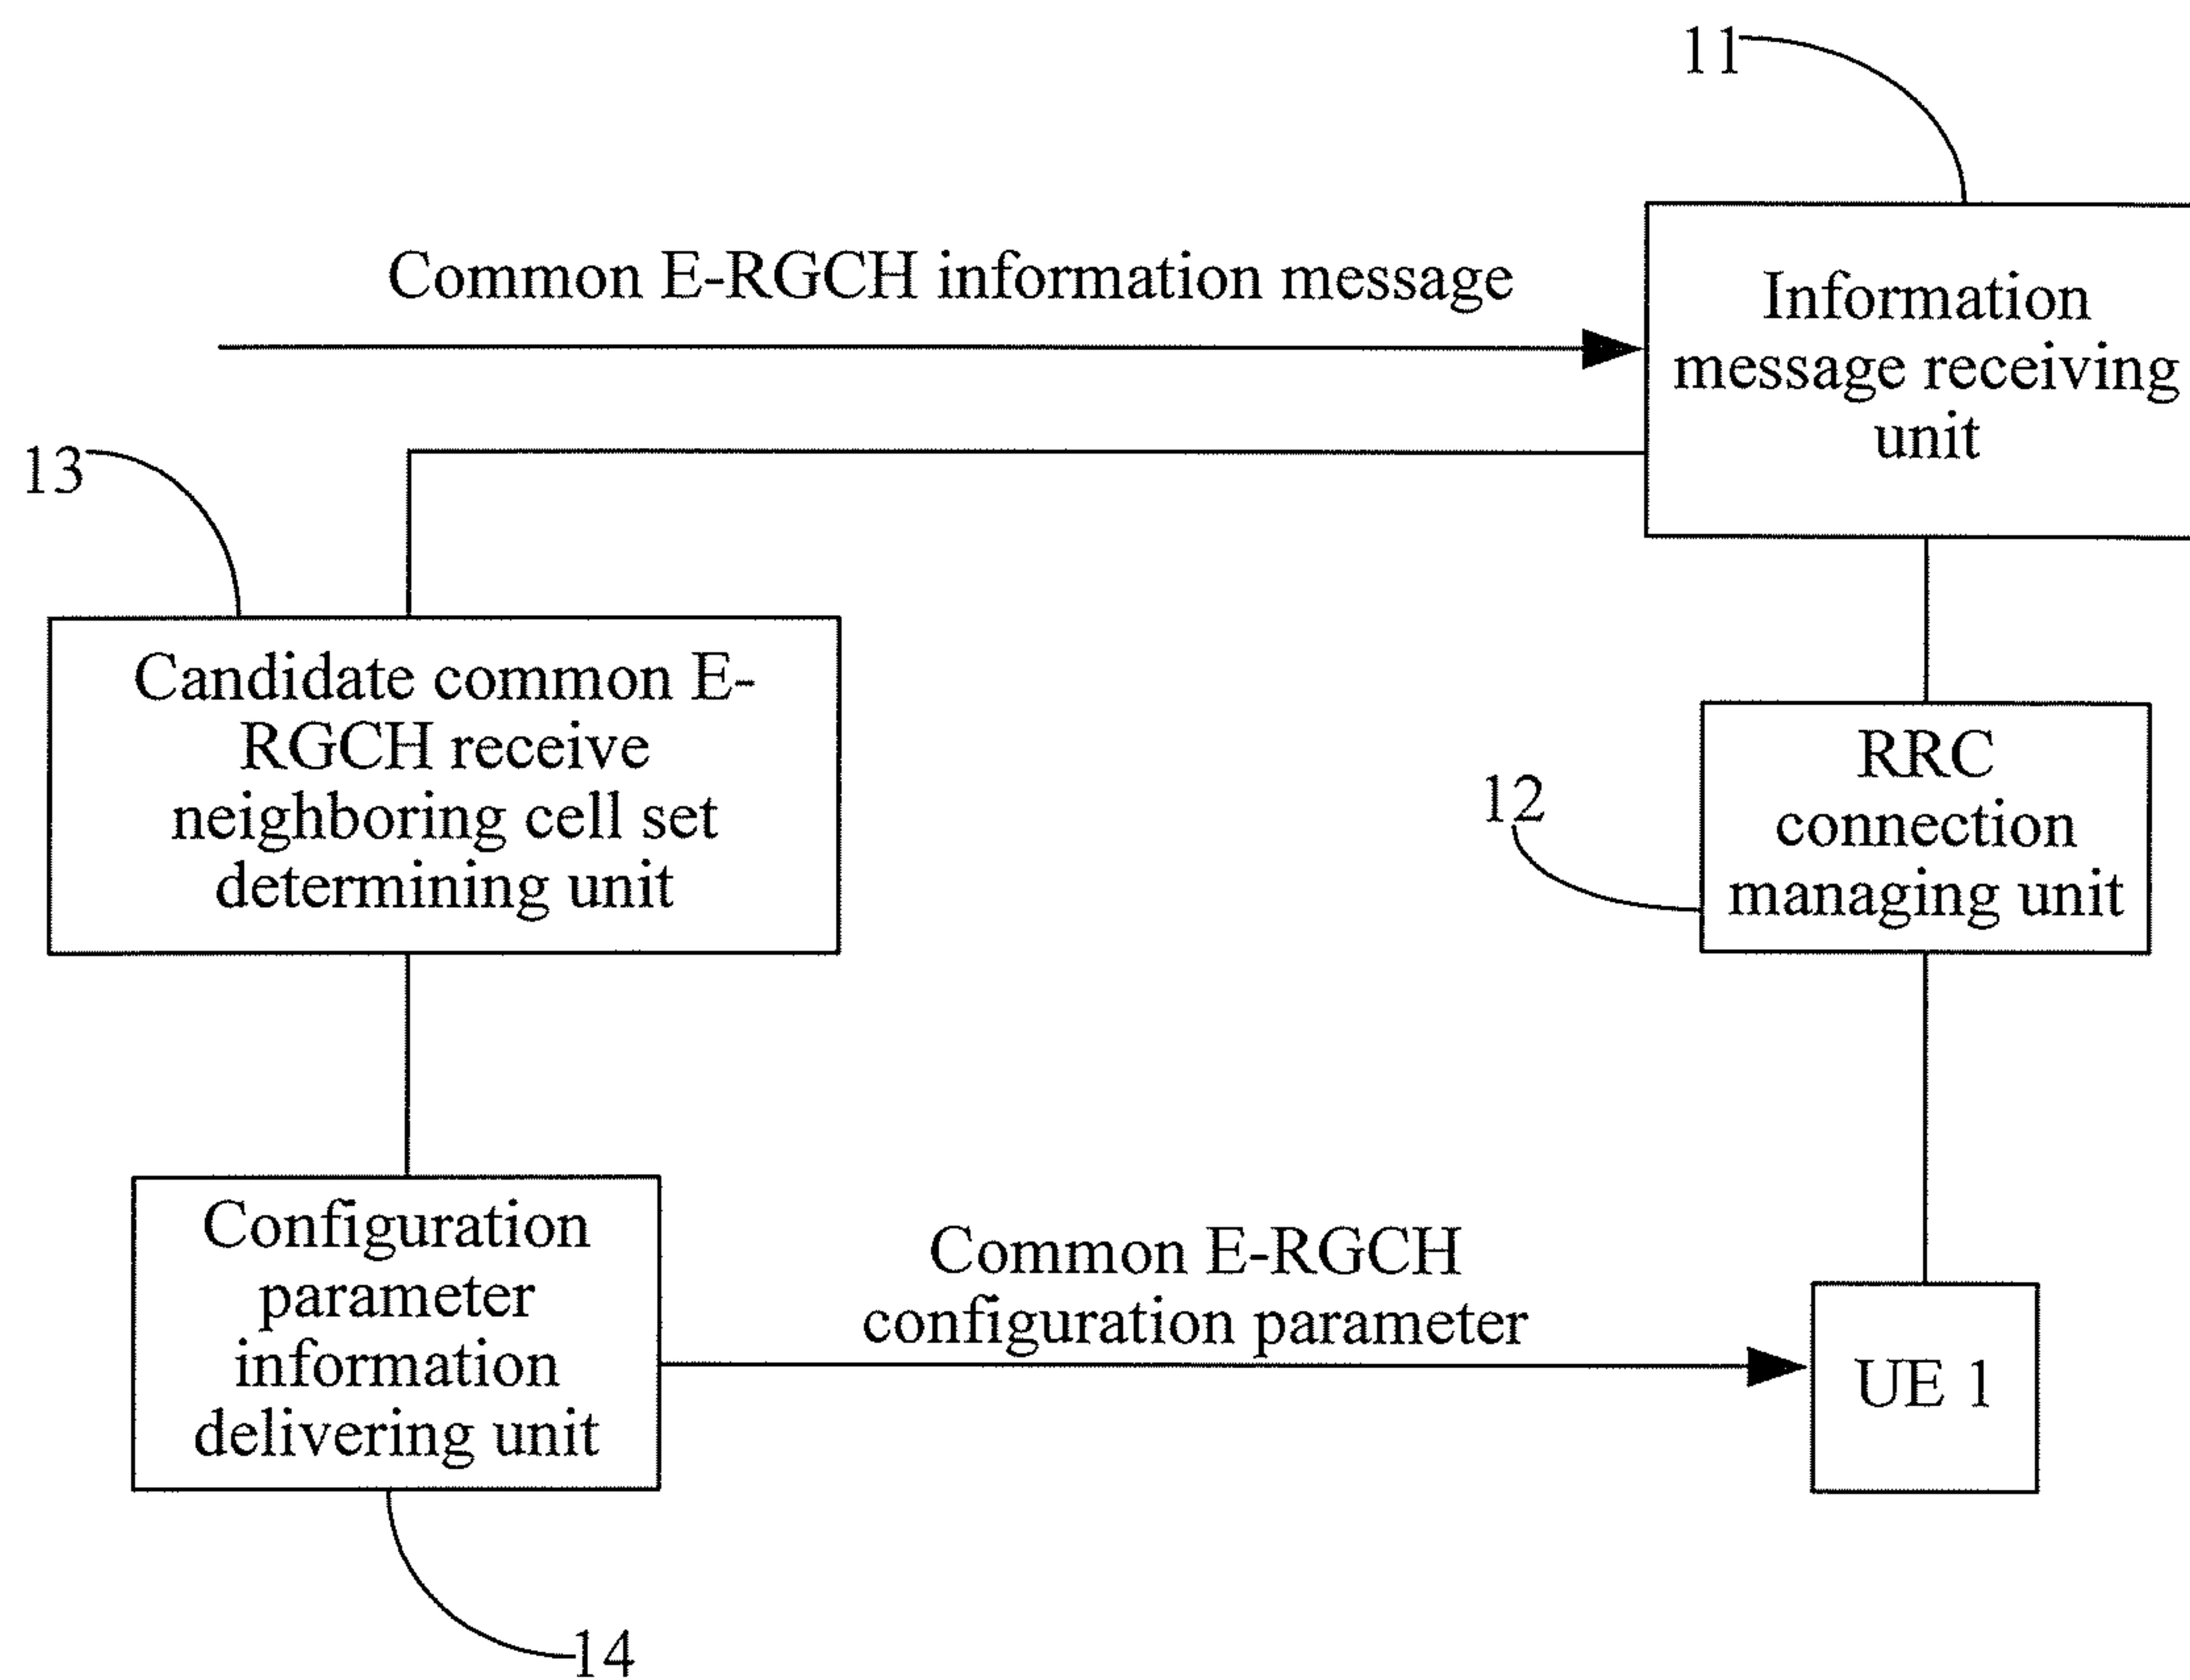 11
Common E-RGCH information message
Information
message receiving
unit
13
Candidate common E-
RGCH receive
neighboring cell set
determining unit
12
RRC
connection
managing unit
Configuration
parameter
information
delivering unit
Common E-RGCH
configuration parameter
UE 1
14